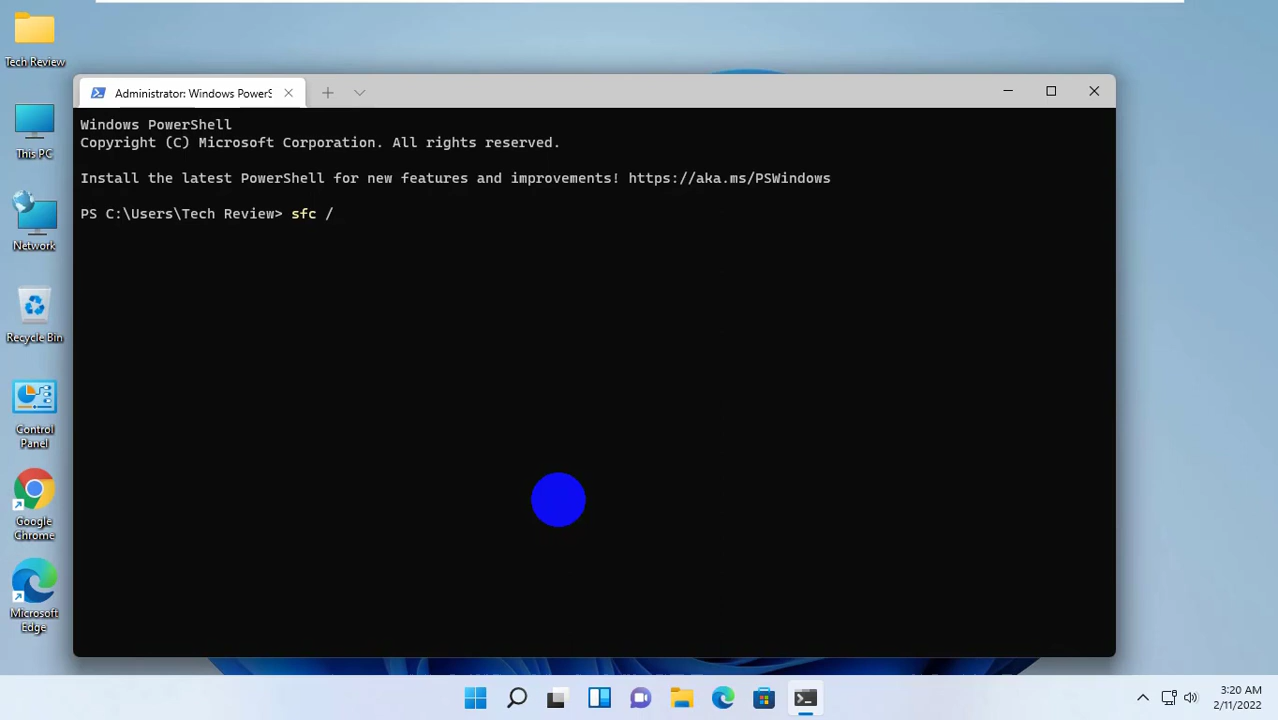 Tech Review
This PC
Network
Recycle Bin
Control
Panel
Google
Chrome
Microsoft
Edge
Administrator: Windows PowerS
Windows PowerShell
Copyright (C) Microsoft Corporation. All rights reserved.
Install the latest PowerShell for new features and improvements! https://aka.ms/PSWindows
PS C:\Users\Tech Review> sfc /
3:20 AM
2/11/2022